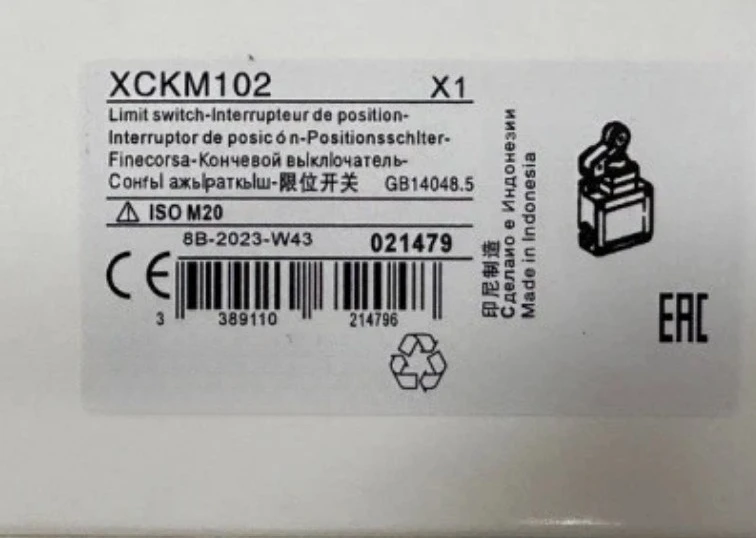 XCKM102 X1
Limit switch-Interrupteur de position-
Interruptor de posic ó n-Positionsschlter-
Finecorsa-Кончевой выключатель-
Соңғы ажыратқыш-限位开关 GB14048.5
ISO M20
8B-2023-W43 021479
CE
3 389110 214796
印尼制造
Сделано е Индонезии
Made in Indonesia
EAC